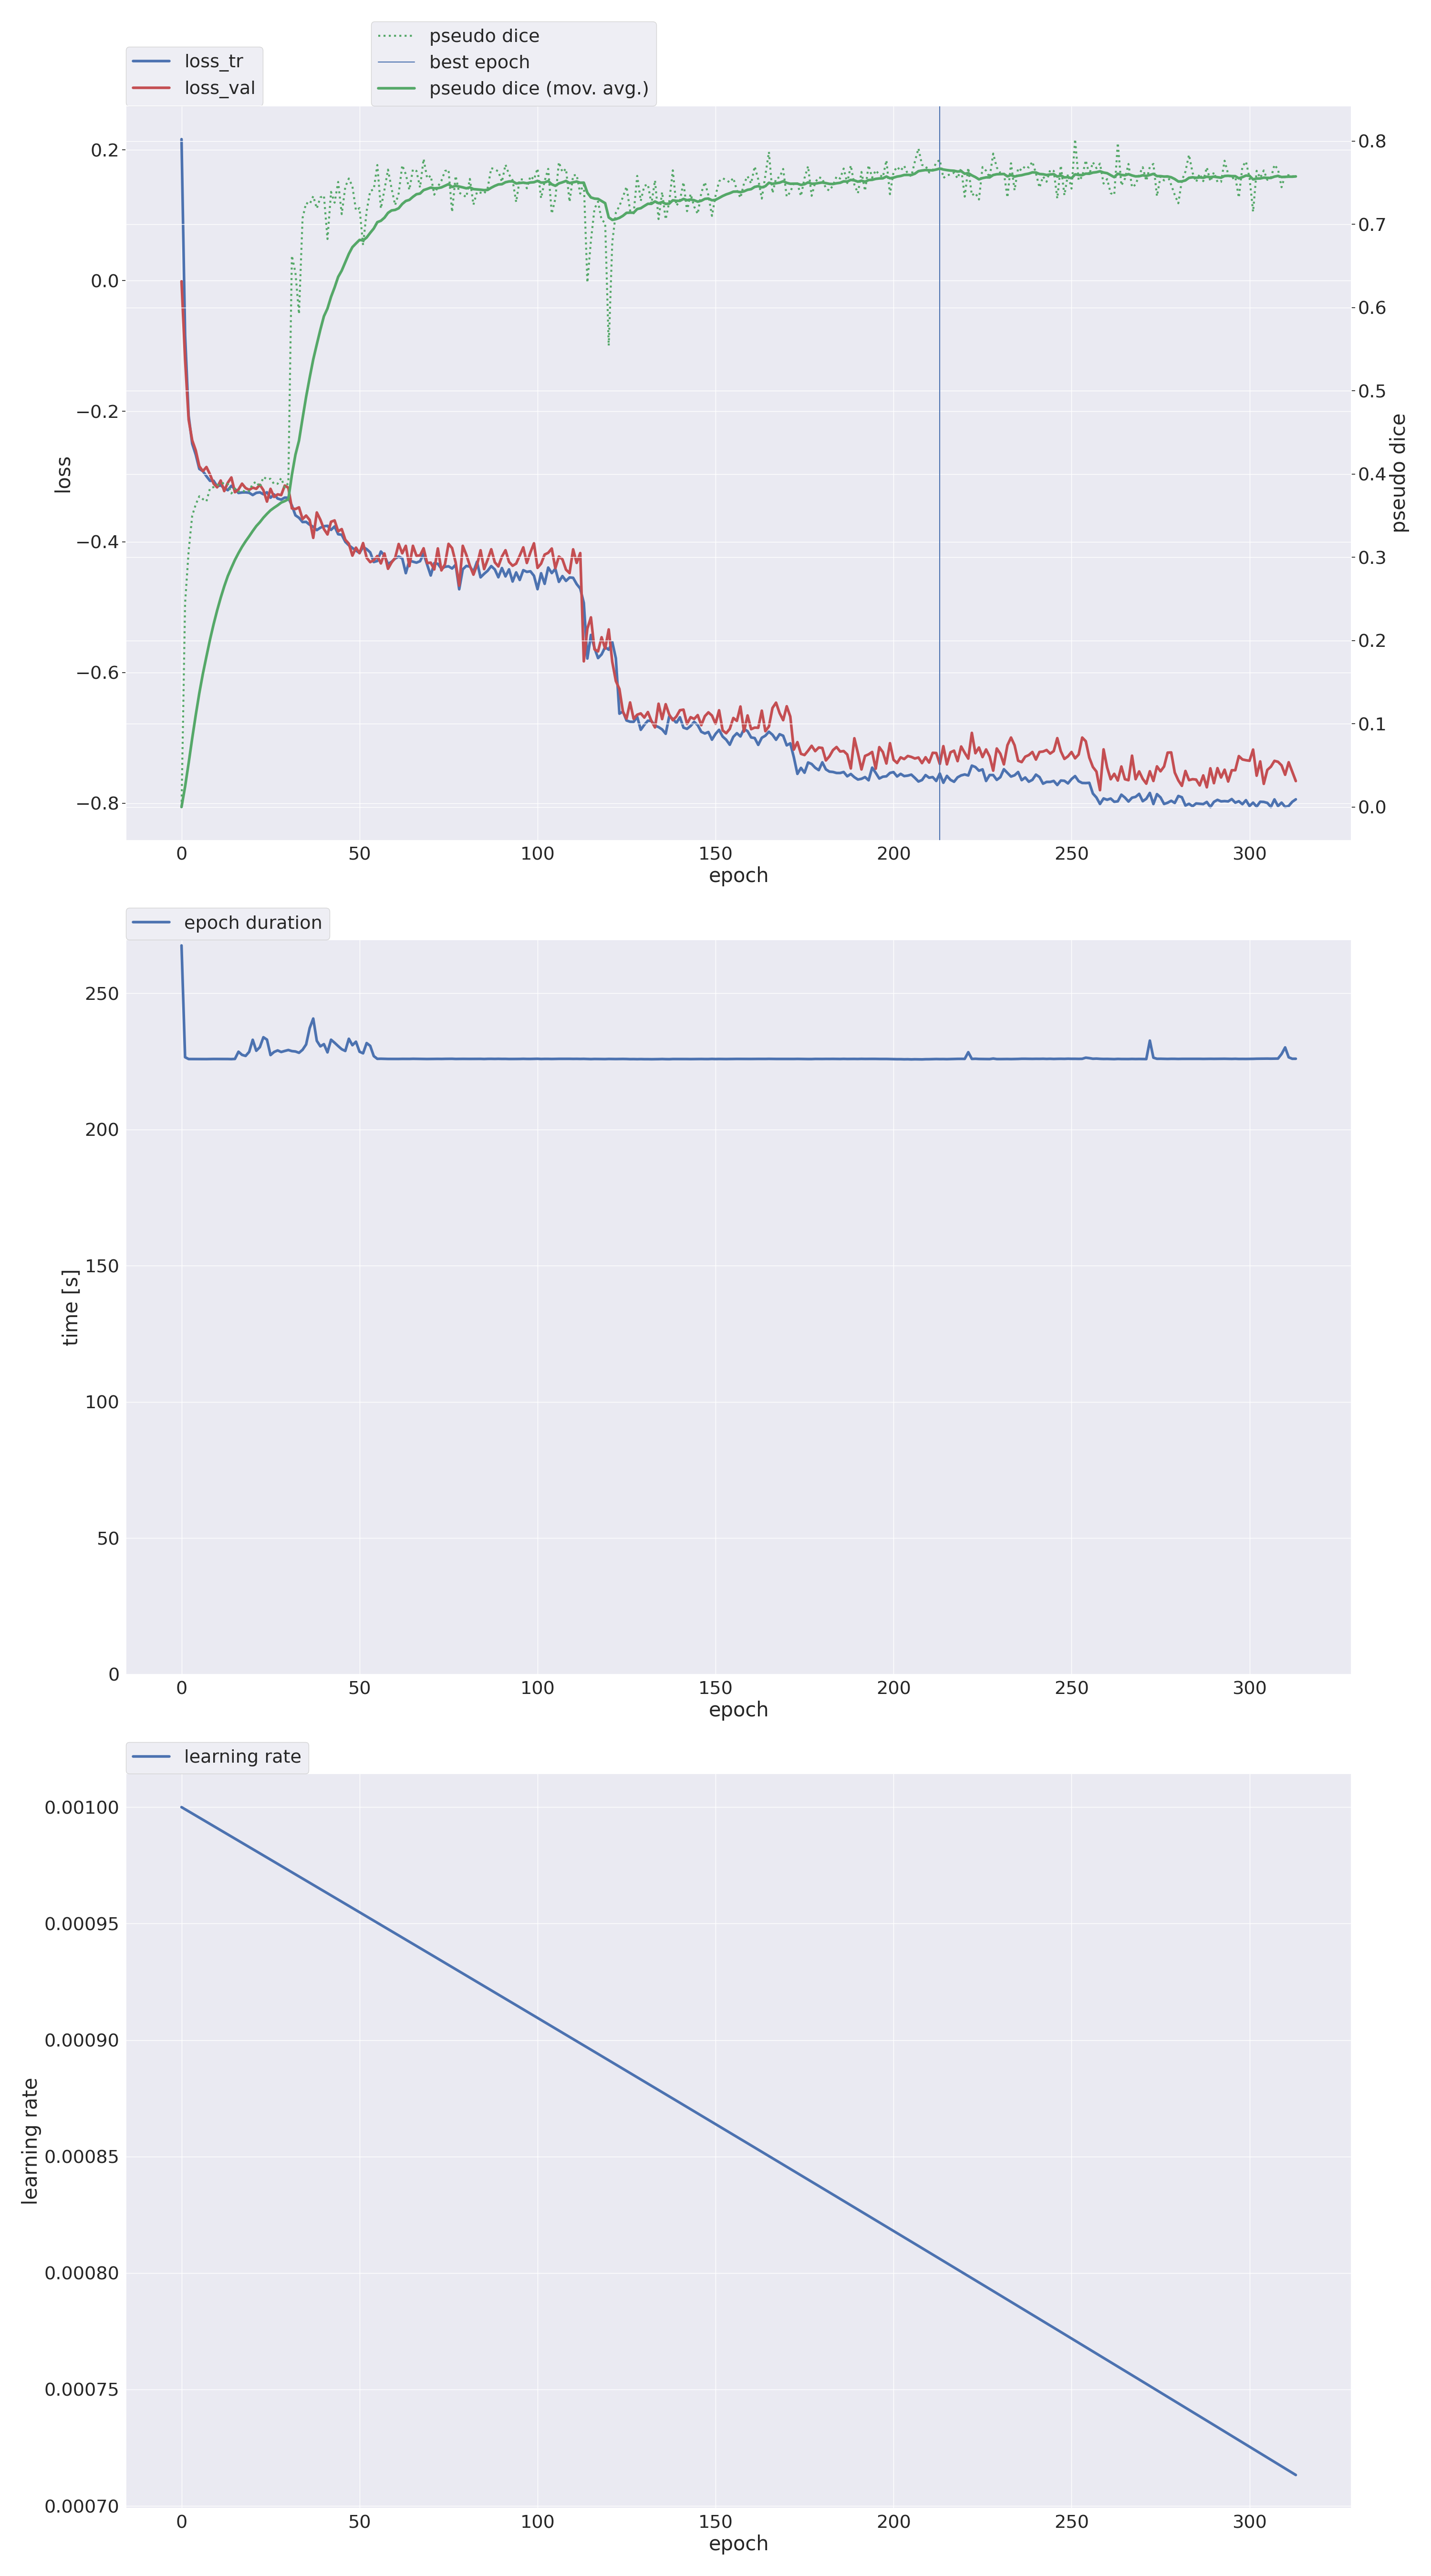 loss_tr
loss_val
pseudo dice
best epoch
pseudo dice (mov. avg.)
0.2
0.0
−0.2
−0.4
−0.6
−0.8
loss
0.8
0.7
0.6
0.5
0.4
0.3
0.2
0.1
0.0
pseudo dice
0 50 100 150 200 250 300
epoch
epoch duration
250
200
150
100
50
0
time [s]
0 50 100 150 200 250 300
epoch
learning rate
0.00100
0.00095
0.00090
0.00085
0.00080
0.00075
0.00070
learning rate
0 50 100 150 200 250 300
epoch